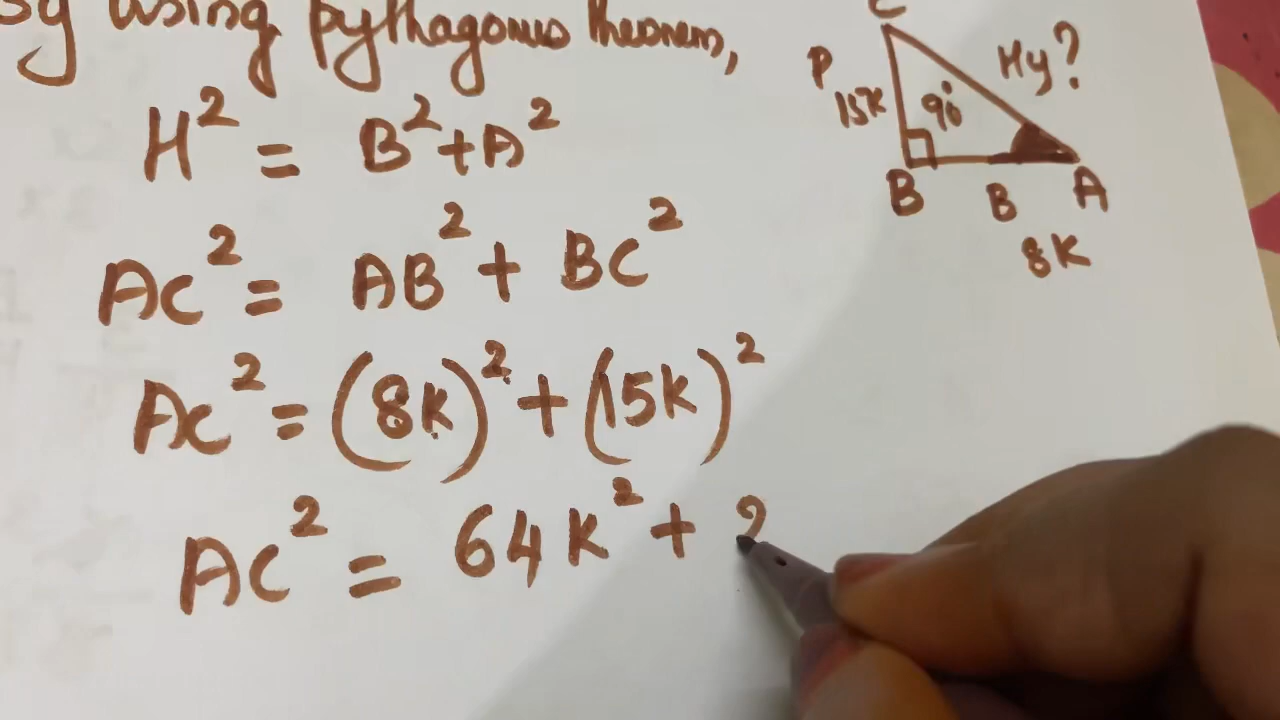 By using pythagorus theorem,
H² = B² + A²
AC² = AB² + BC²
AC² = (8K)² + (15K)²
AC² = 64K² + 2
C
P
15K
90°
Hy?
B
B
A
8K